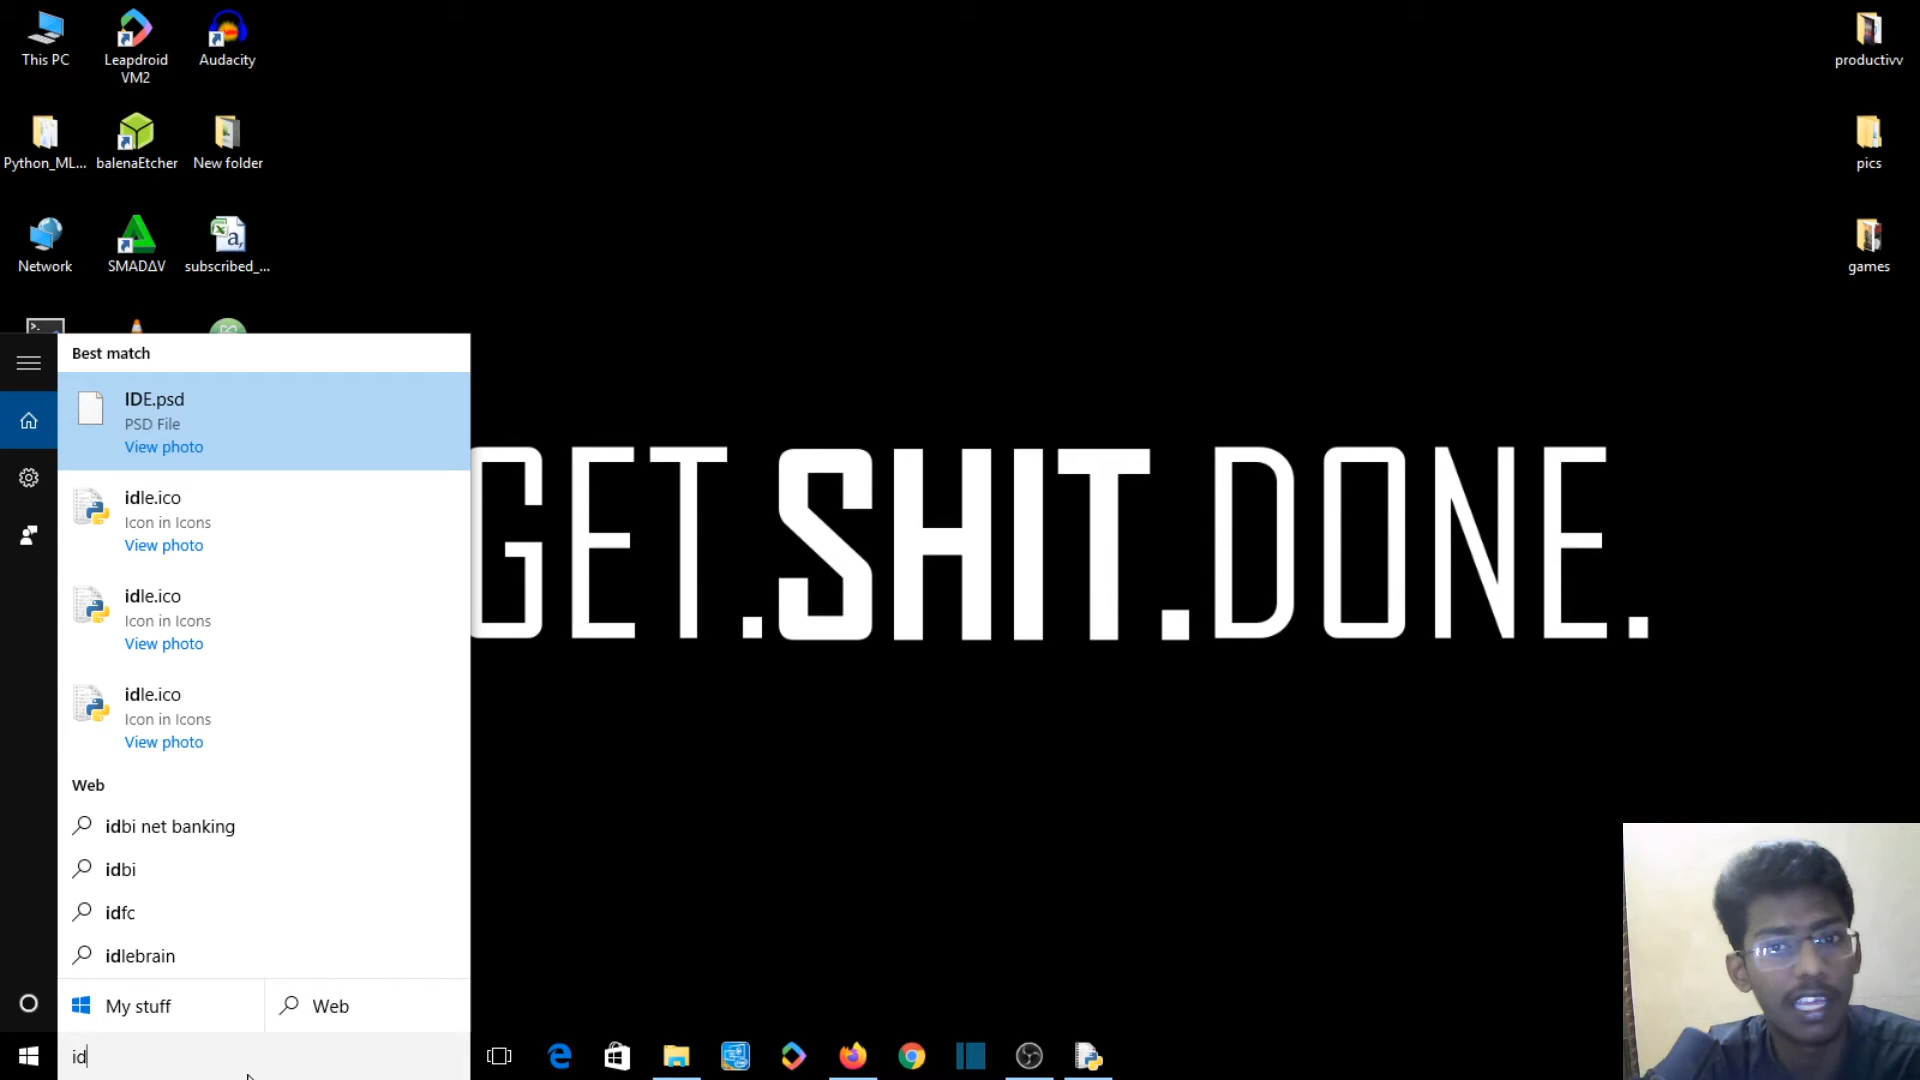 This PC
Leapdroid
VM2
Audacity
productivv
Python_ML...
balenaEtcher
New folder
pics
Network
SMADΔV
subscribed_...
games
a,
Best match
IDE.psd
PSD File
View photo
idle.ico
Icon in Icons
View photo
idle.ico
Icon in Icons
View photo
idle.ico
Icon in Icons
View photo
GET.SHIT.DONE.
Web
idbi net banking
idbi
idfc
idlebrain
My stuff
Web
id